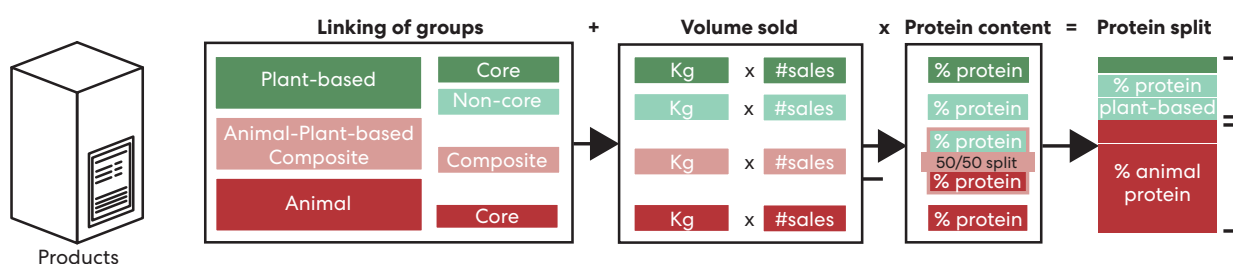 Linking of groups + Volume sold x Protein content = Protein split
Plant-based
Core
Non-core
Animal-Plant-based
Composite
Composite
Animal
Core
Kg x #sales
Kg x #sales
Kg x #sales
Kg x #sales
% protein
% protein
% protein
50/50 split
% protein
% protein
% protein
plant-based
% animal
protein
Products